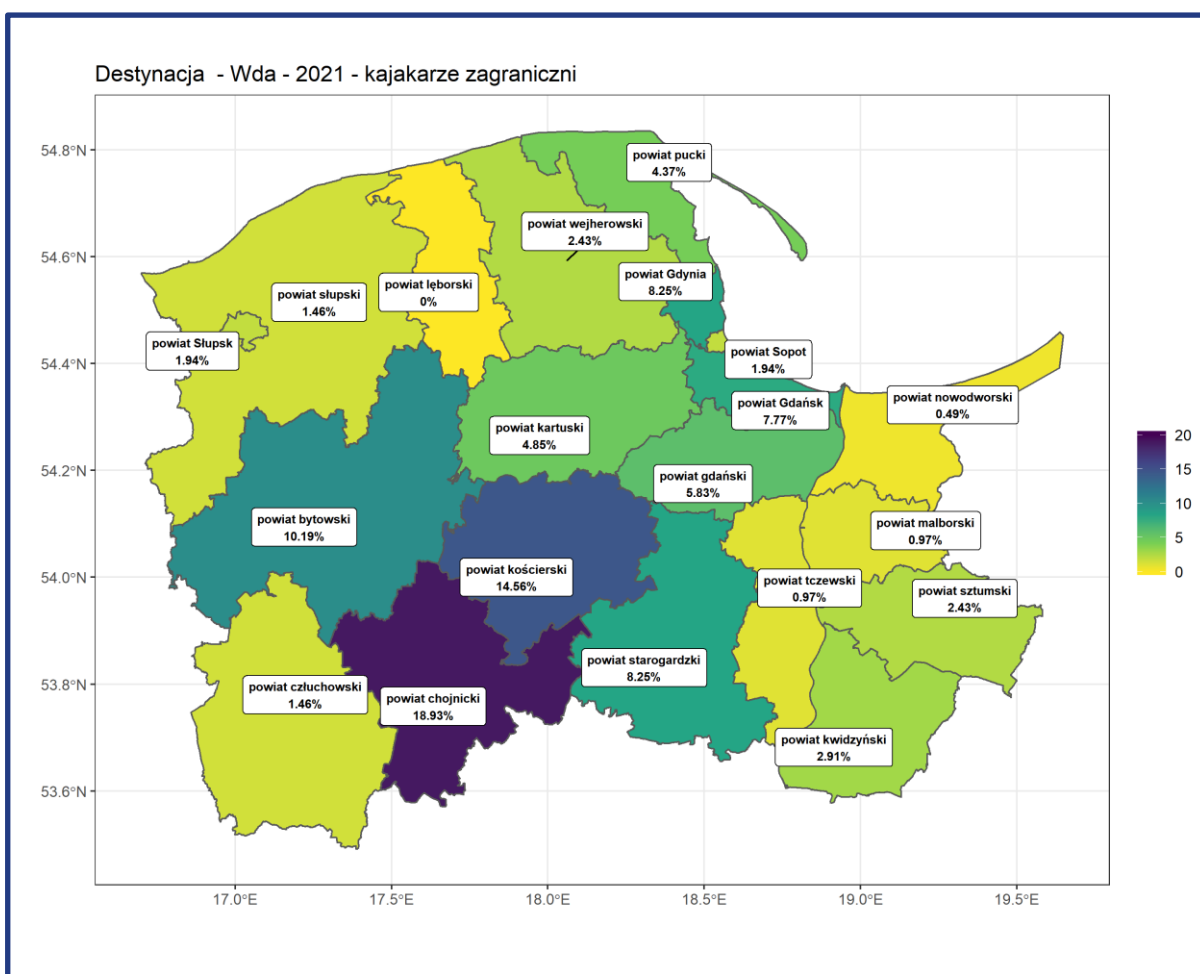 Destynacja  - Wda - 2021 - kajakarze zagraniczni
54.8°N
54.6°N
54.4°N
54.2°N
54.0°N
53.8°N
53.6°N
powiat pucki
4.37%
powiat wejherowski
2.43%
powiat Gdynia
8.25%
powiat lęborski
0%
powiat słupski
1.46%
powiat Słupsk
1.94%
powiat Sopot
1.94%
powiat nowodworski
0.49%
powiat Gdańsk
7.77%
powiat kartuski
4.85%
powiat gdański
5.83%
powiat bytowski
10.19%
powiat malborski
0.97%
powiat kościerski
14.56%
powiat tczewski
0.97%
powiat sztumski
2.43%
powiat starogardzki
8.25%
powiat człuchowski
1.46%
powiat chojnicki
18.93%
powiat kwidzyński
2.91%
20
15
10
5
0
17.0°E
17.5°E
18.0°E
18.5°E
19.0°E
19.5°E